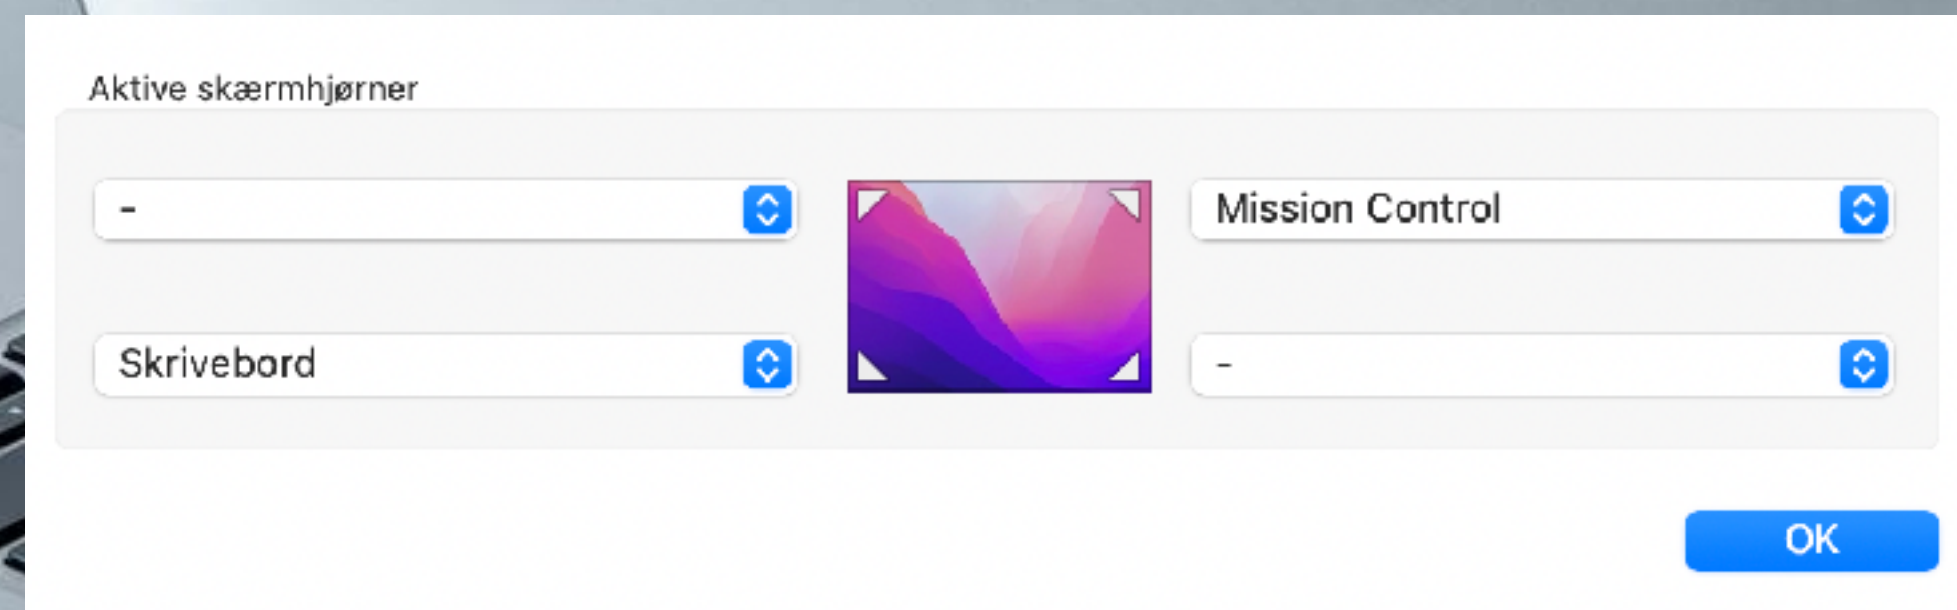 Aktive skærmhjørner
-
Mission Control
Skrivebord
-
OK